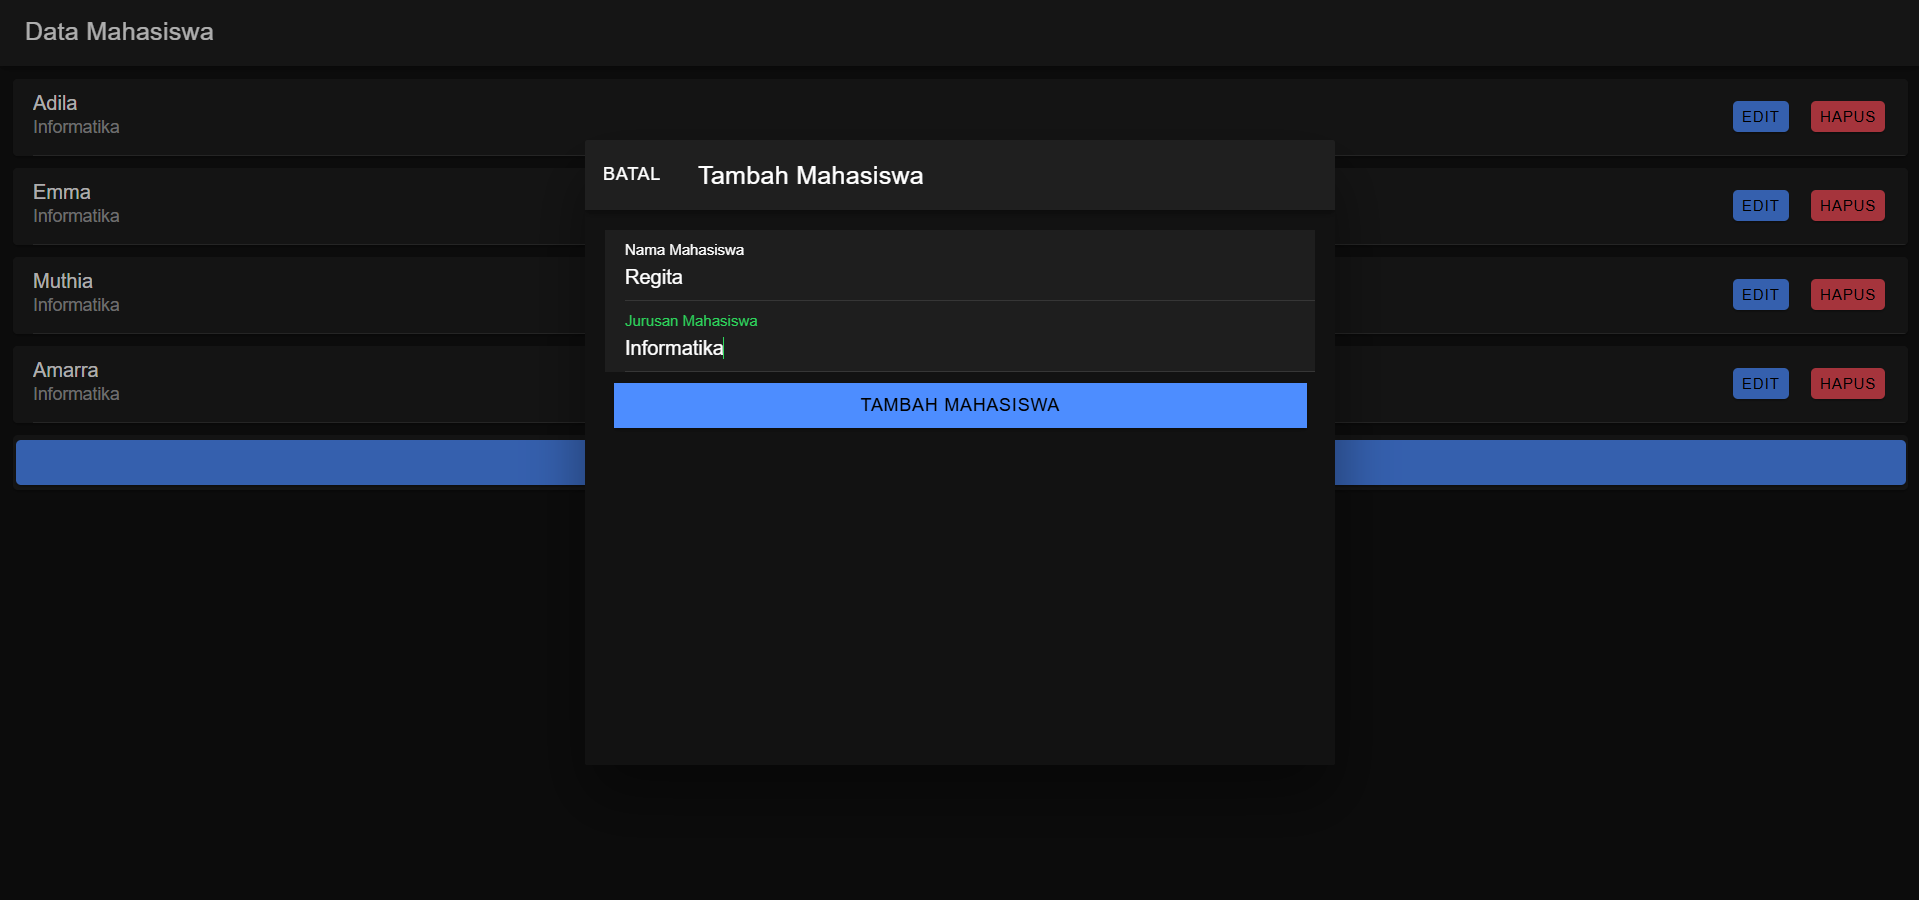 Data Mahasiswa
Adila
Informatika
EDIT HAPUS
Emma
Informatika
EDIT HAPUS
Muthia
Informatika
EDIT HAPUS
Amarra
Informatika
EDIT HAPUS
BATAL Tambah Mahasiswa
Nama Mahasiswa
Regita
Jurusan Mahasiswa
Informatika
TAMBAH MAHASISWA